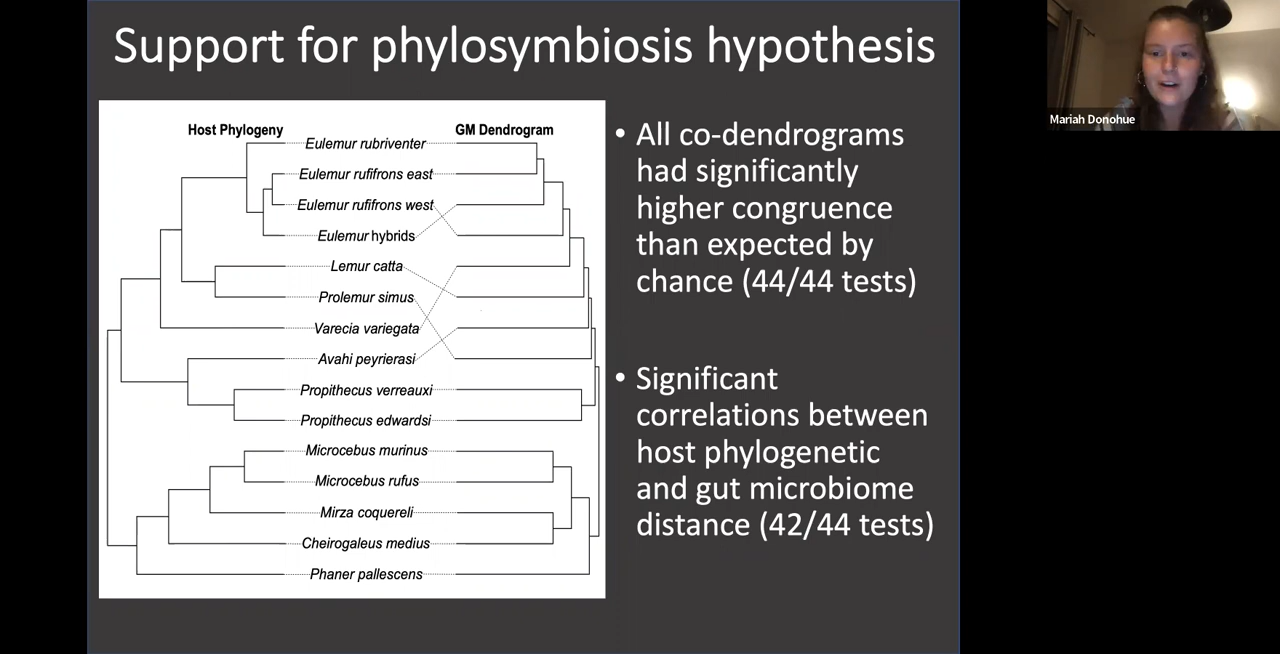 Support for phylosymbiosis hypothesis
Host Phylogeny
GM Dendrogram
Eulemur rubriventer
Eulemur rufifrons east
Eulemur rufifrons west
Eulemur hybrids
Lemur catta
Prolemur simus
Varecia variegata
Avahi peyrierasi
Propithecus verreauxi
Propithecus edwardsi
Microcebus murinus
Microcebus rufus
Mirza coquereli
Cheirogaleus medius
Phaner pallescens
• All co-dendrograms
had significantly
higher congruence
than expected by
chance (44/44 tests)
• Significant
correlations between
host phylogenetic
and gut microbiome
distance (42/44 tests)
Mariah Donohue